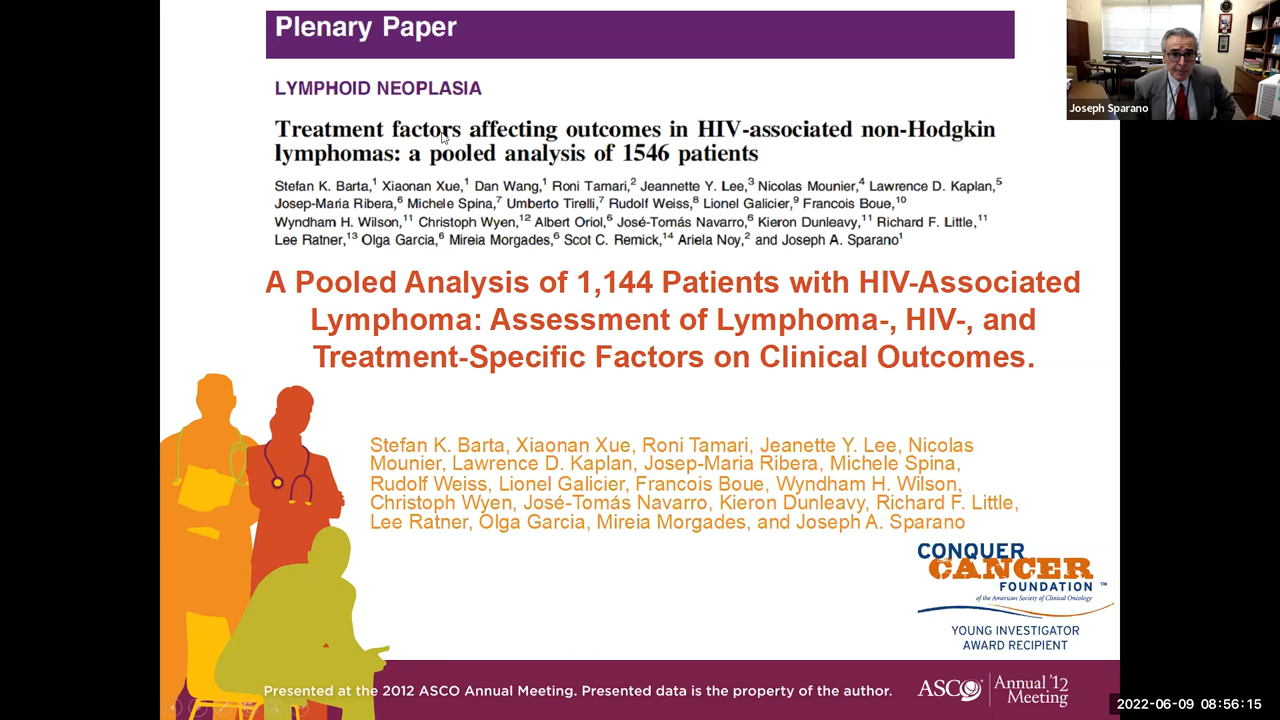 Plenary Paper
LYMPHOID NEOPLASIA
Treatment factors affecting outcomes in HIV-associated non-Hodgkin
lymphomas: a pooled analysis of 1546 patients
Stefan K. Barta,1 Xiaonan Xue,1 Dan Wang,1 Roni Tamari,2 Jeannette Y. Lee,3 Nicolas Mounier,4 Lawrence D. Kaplan,5
Josep-Maria Ribera,6 Michele Spina,7 Umberto Tirelli,7 Rudolf Weiss,8 Lionel Galicier,9 Francois Boue,10
Wyndham H. Wilson,11 Christoph Wyen,12 Albert Oriol,6 José-Tomás Navarro,6 Kieron Dunleavy,11 Richard F. Little,11
Lee Ratner,13 Olga Garcia,6 Mireia Morgades,6 Scot C. Remick,14 Ariela Noy,2 and Joseph A. Sparano1
A Pooled Analysis of 1,144 Patients with HIV-Associated
Lymphoma: Assessment of Lymphoma-, HIV-, and
Treatment-Specific Factors on Clinical Outcomes.
Stefan K. Barta, Xiaonan Xue, Roni Tamari, Jeanette Y. Lee, Nicolas
Mounier, Lawrence D. Kaplan, Josep-Maria Ribera, Michele Spina,
Rudolf Weiss, Lionel Galicier, Francois Boue, Wyndham H. Wilson,
Christoph Wyen, José-Tomás Navarro, Kieron Dunleavy, Richard F. Little,
Lee Ratner, Olga Garcia, Mireia Morgades, and Joseph A. Sparano
CONQUER
CANCER
FOUNDATION™
of the American Society of Clinical Oncology
YOUNG INVESTIGATOR
AWARD RECIPIENT
Presented at the 2012 ASCO Annual Meeting. Presented data is the property of the author.
ASCO
Annual '12
Meeting
Joseph Sparano
2022-06-09 08:56:15